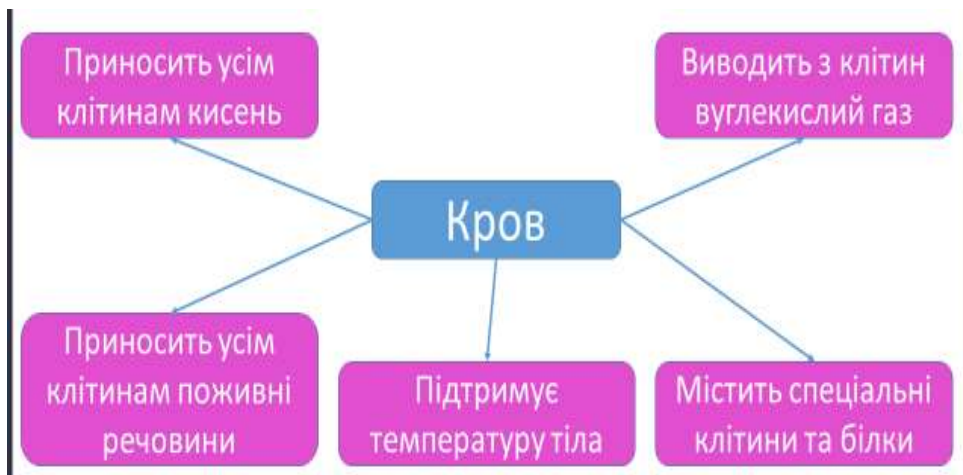 Приносить усім
клітинам кисень
Виводить з клітин
вуглекислий газ
Кров
Приносить усім
клітинам поживні
речовини
Підтримує
температуру тіла
Містить спеціальні
клітини та білки